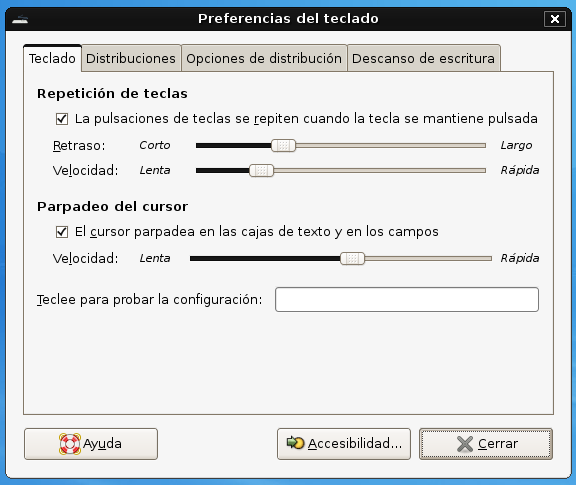 Preferencias del teclado
Teclado Distribuciones Opciones de distribución Descanso de escritura
Repetición de teclas
La pulsaciones de teclas se repiten cuando la tecla se mantiene pulsada
Retraso: Corto Largo
Velocidad: Lenta Rápida
Parpadeo del cursor
El cursor parpadea en las cajas de texto y en los campos
Velocidad: Lenta Rápida
Teclee para probar la configuración:
Ayuda Accesibilidad... Cerrar